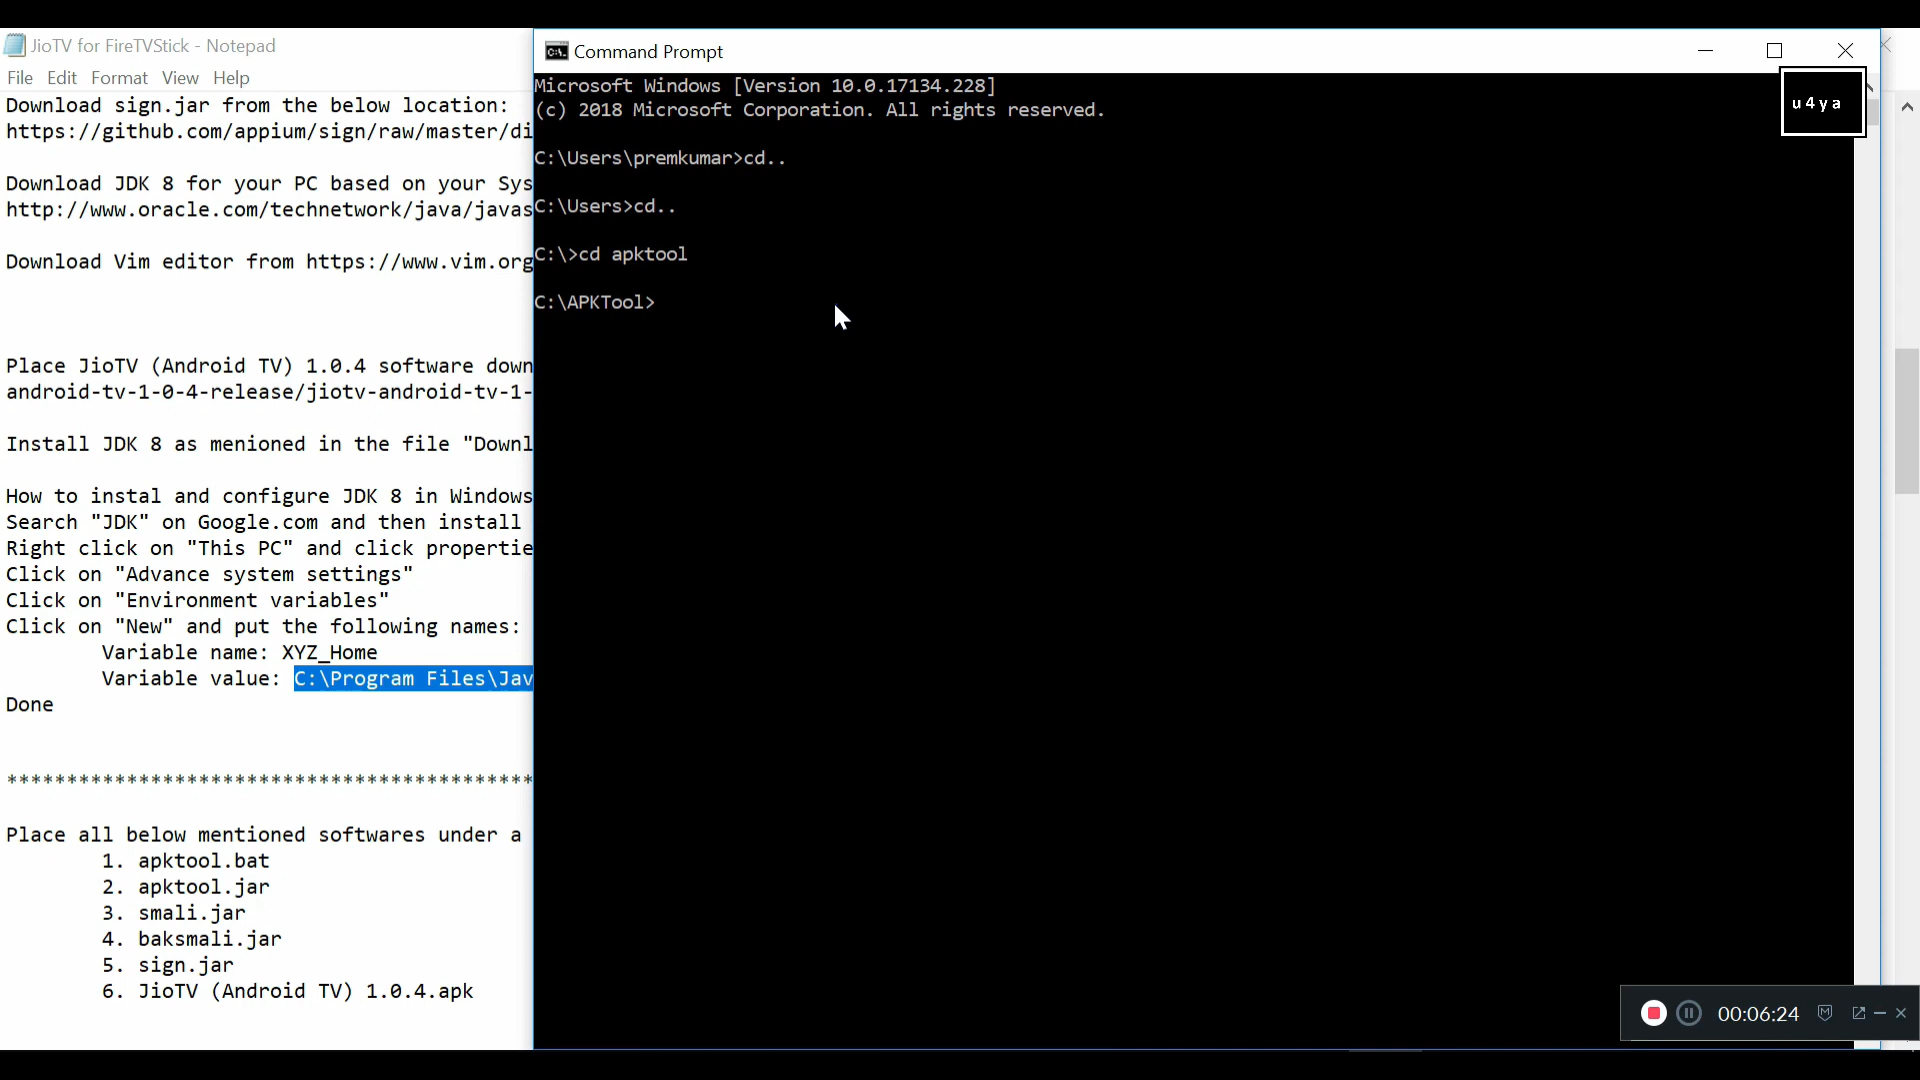 JioTV for FireTVStick - Notepad
File Edit Format View Help
Download sign.jar from the below location:
https://github.com/appium/sign/raw/master/di
Download JDK 8 for your PC based on your Sys
http://www.oracle.com/technetwork/java/javas
Download Vim editor from https://www.vim.org
Place JioTV (Android TV) 1.0.4 software down
android-tv-1-0-4-release/jiotv-android-tv-1-
Install JDK 8 as menioned in the file "Downl
How to instal and configure JDK 8 in Windows
Search "JDK" on Google.com and then install
Right click on "This PC" and click propertie
Click on "Advance system settings"
Click on "Environment variables"
Click on "New" and put the following names:
Variable name: XYZ_Home
Variable value: C:\Program Files\Jav
Done
********************************************
Place all below mentioned softwares under a
1. apktool.bat
2. apktool.jar
3. smali.jar
4. baksmali.jar
5. sign.jar
6. JioTV (Android TV) 1.0.4.apk
Command Prompt
Microsoft Windows [Version 10.0.17134.228]
(c) 2018 Microsoft Corporation. All rights reserved.
C:\Users\premkumar>cd..
C:\Users>cd..
C:\>cd apktool
C:\APKTool>
u4ya
00:06:24